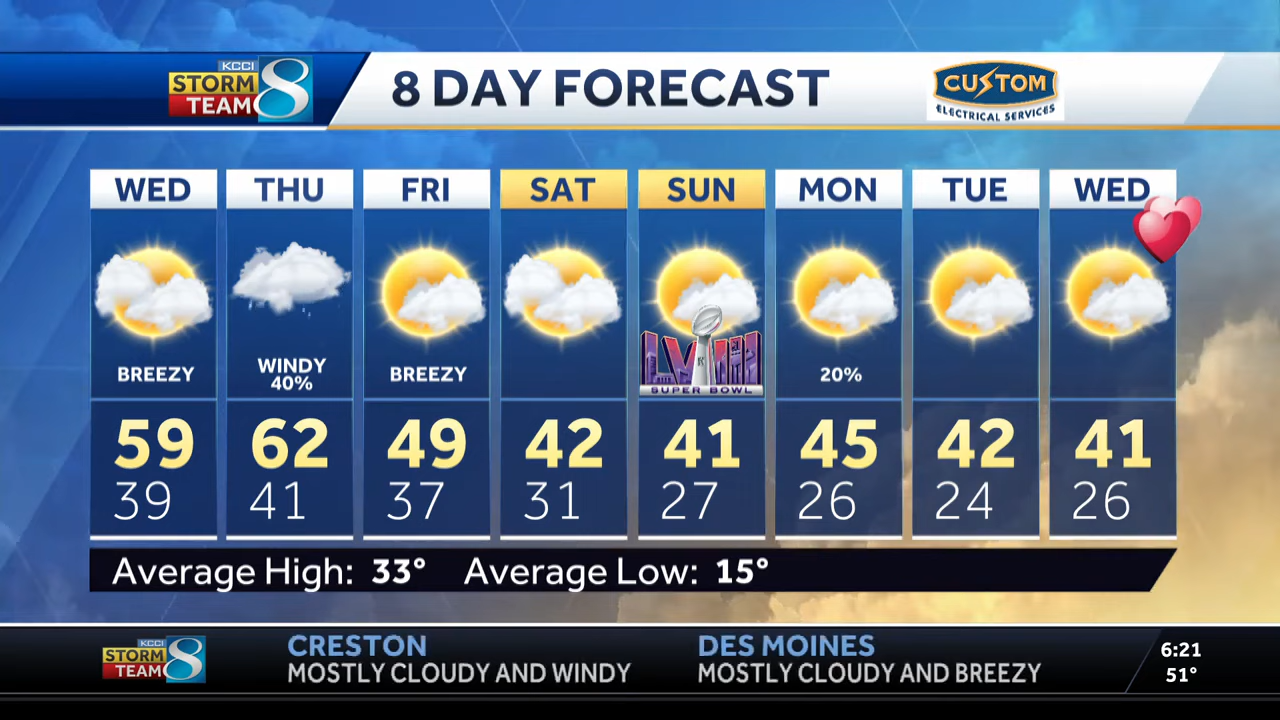 KCCI
STORM
TEAM 8
8 DAY FORECAST
CUSTOM
ELECTRICAL SERVICES
WED THU FRI SAT SUN MON TUE WED
BREEZY
WINDY
40%
BREEZY
LVIII
SUPER BOWL
20%
59 62 49 42 41 45 42 41
39 41 37 31 27 26 24 26
Average High: 33° Average Low: 15°
KCCI
STORM
TEAM 8
CRESTON
MOSTLY CLOUDY AND WINDY
DES MOINES
MOSTLY CLOUDY AND BREEZY
6:21
51°